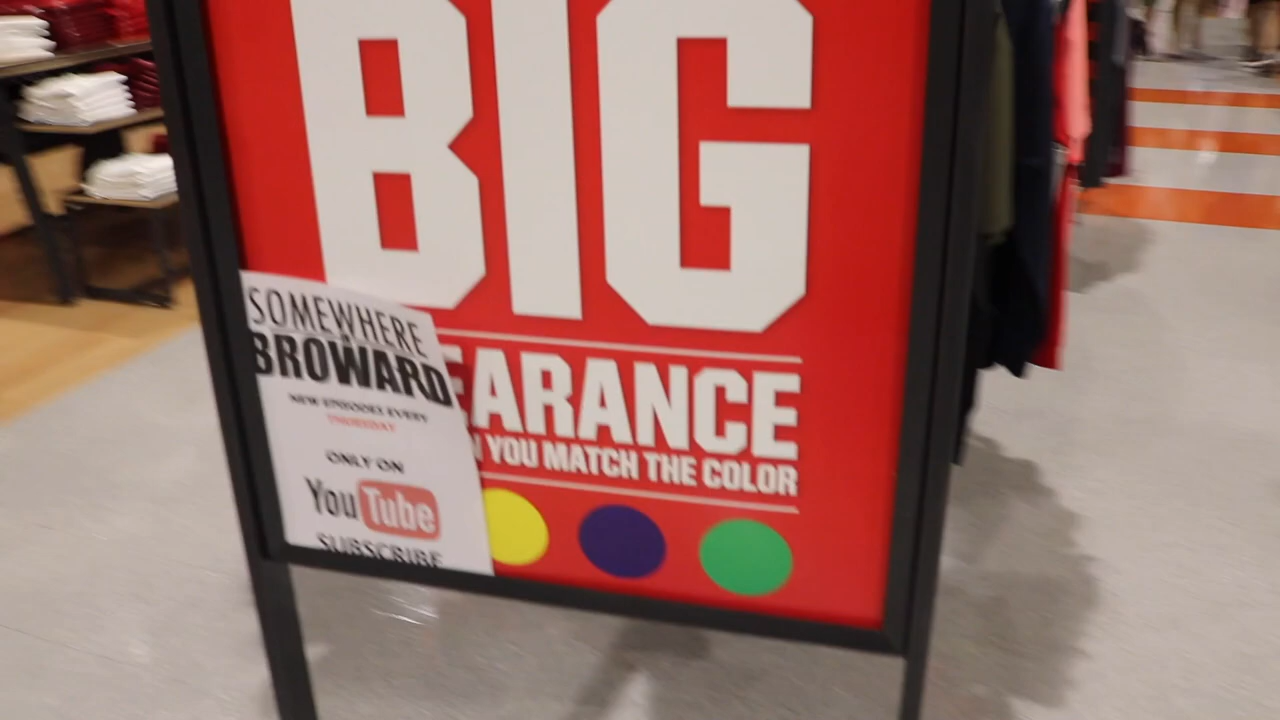 BIG
SOMEWHERE
BROWARD
NEW EPISODES EVERY
THURSDAY
ONLY ON
YouTube
SUBSCRIBE
EARANCE
N YOU MATCH THE COLOR